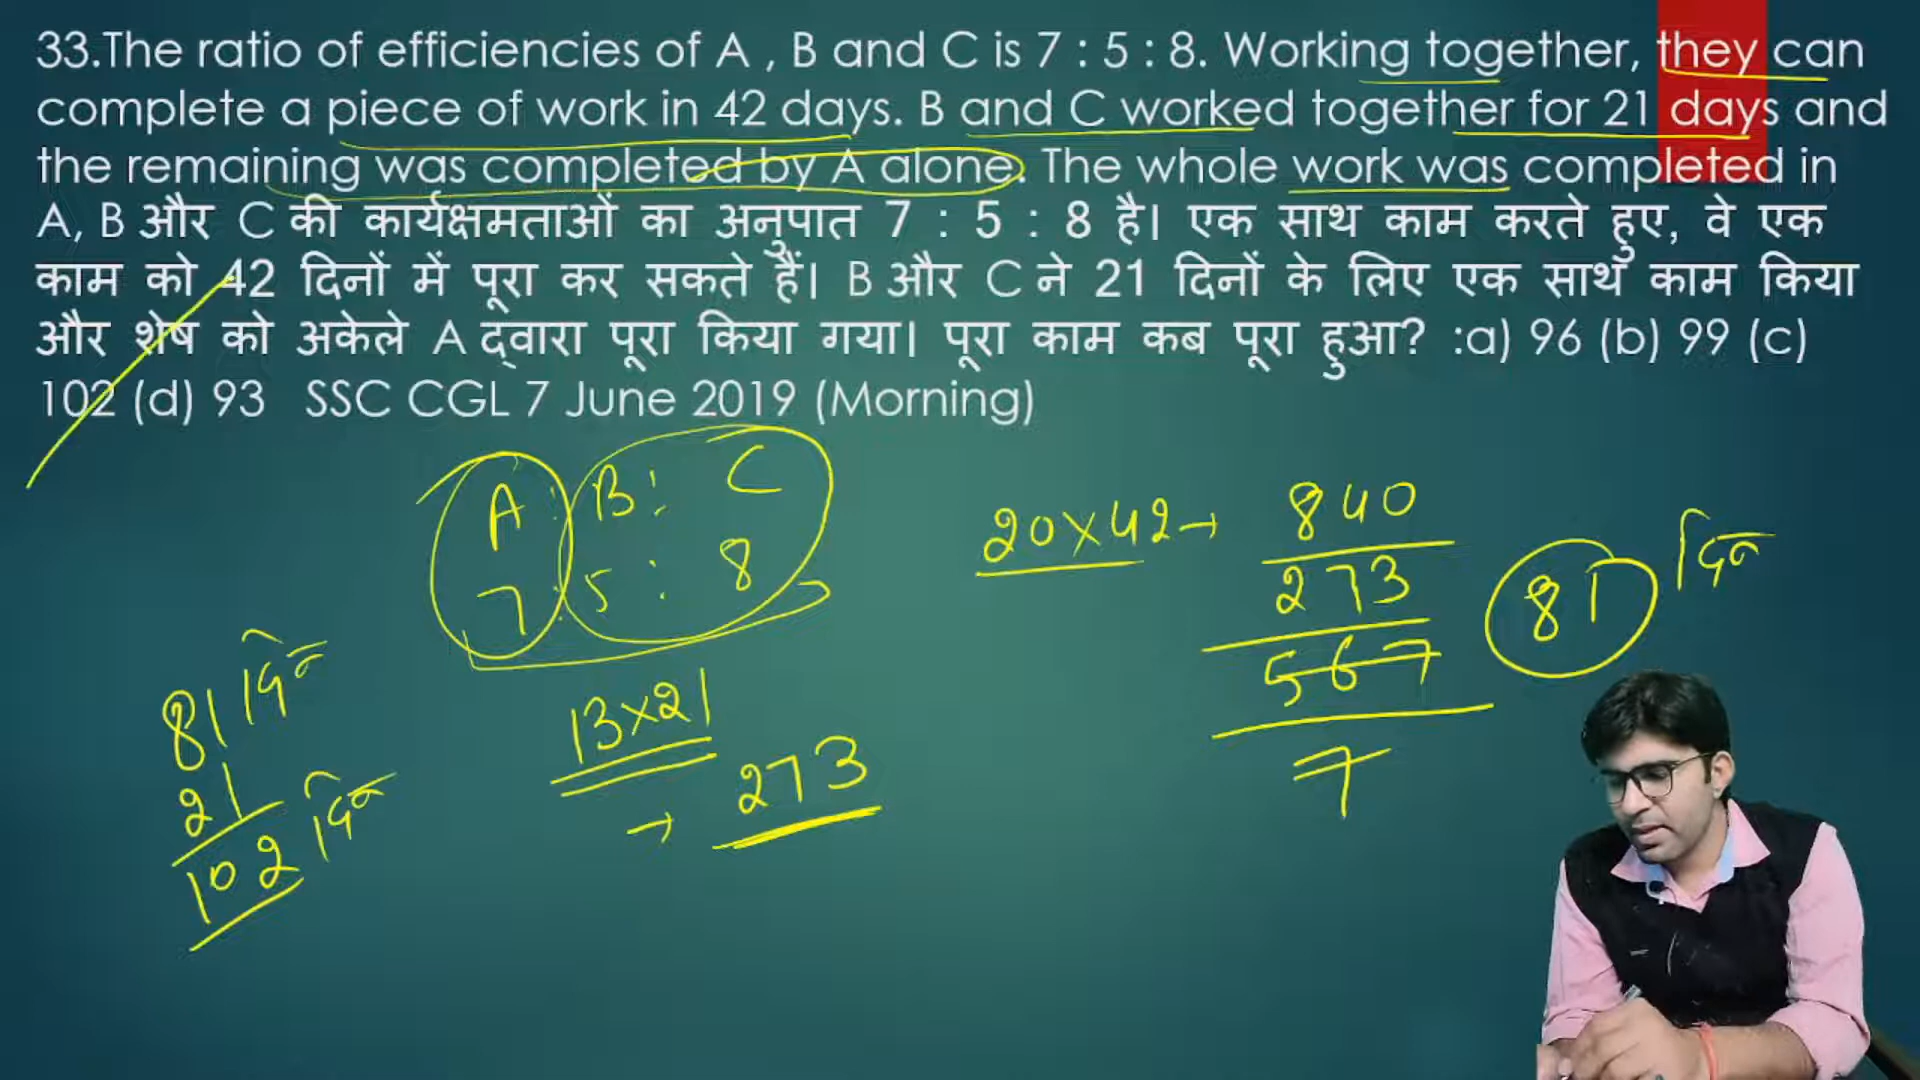 33.The ratio of efficiencies of A , B and C is 7 : 5 : 8. Working together, they can
complete a piece of work in 42 days. B and C worked together for 21 days and
the remaining was completed by A alone. The whole work was completed in
A, B और C की कार्यक्षमताओं का अनुपात 7 : 5 : 8 है। एक साथ काम करते हुए, वे एक
काम को 42 दिनों में पूरा कर सकते हैं। B और C ने 21 दिनों के लिए एक साथ काम किया
और शेष को अकेले A द्वारा पूरा किया गया। पूरा काम कब पूरा हुआ? :a) 96 (b) 99 (c)
102 (d) 93 SSC CGL 7 June 2019 (Morning)
A : B : C
7 : 5 : 8
20×42→ 840
273
567
7
81 दिन
13×21
→ 273
81 दिन
21
102 दिन